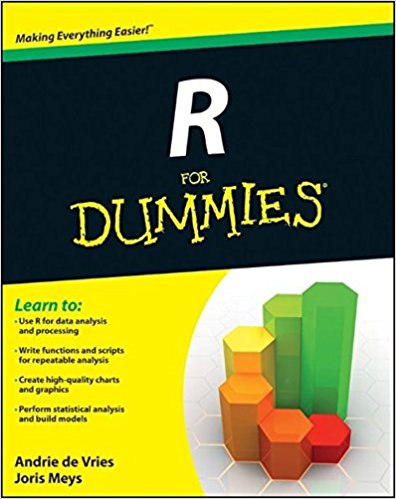 Making Everything Easier!™
R
FOR
DUMMIES®
Learn to:
• Use R for data analysis
and processing
• Write functions and scripts
for repeatable analysis
• Create high-quality charts
and graphics
• Perform statistical analysis
and build models
Andrie de Vries
Joris Meys